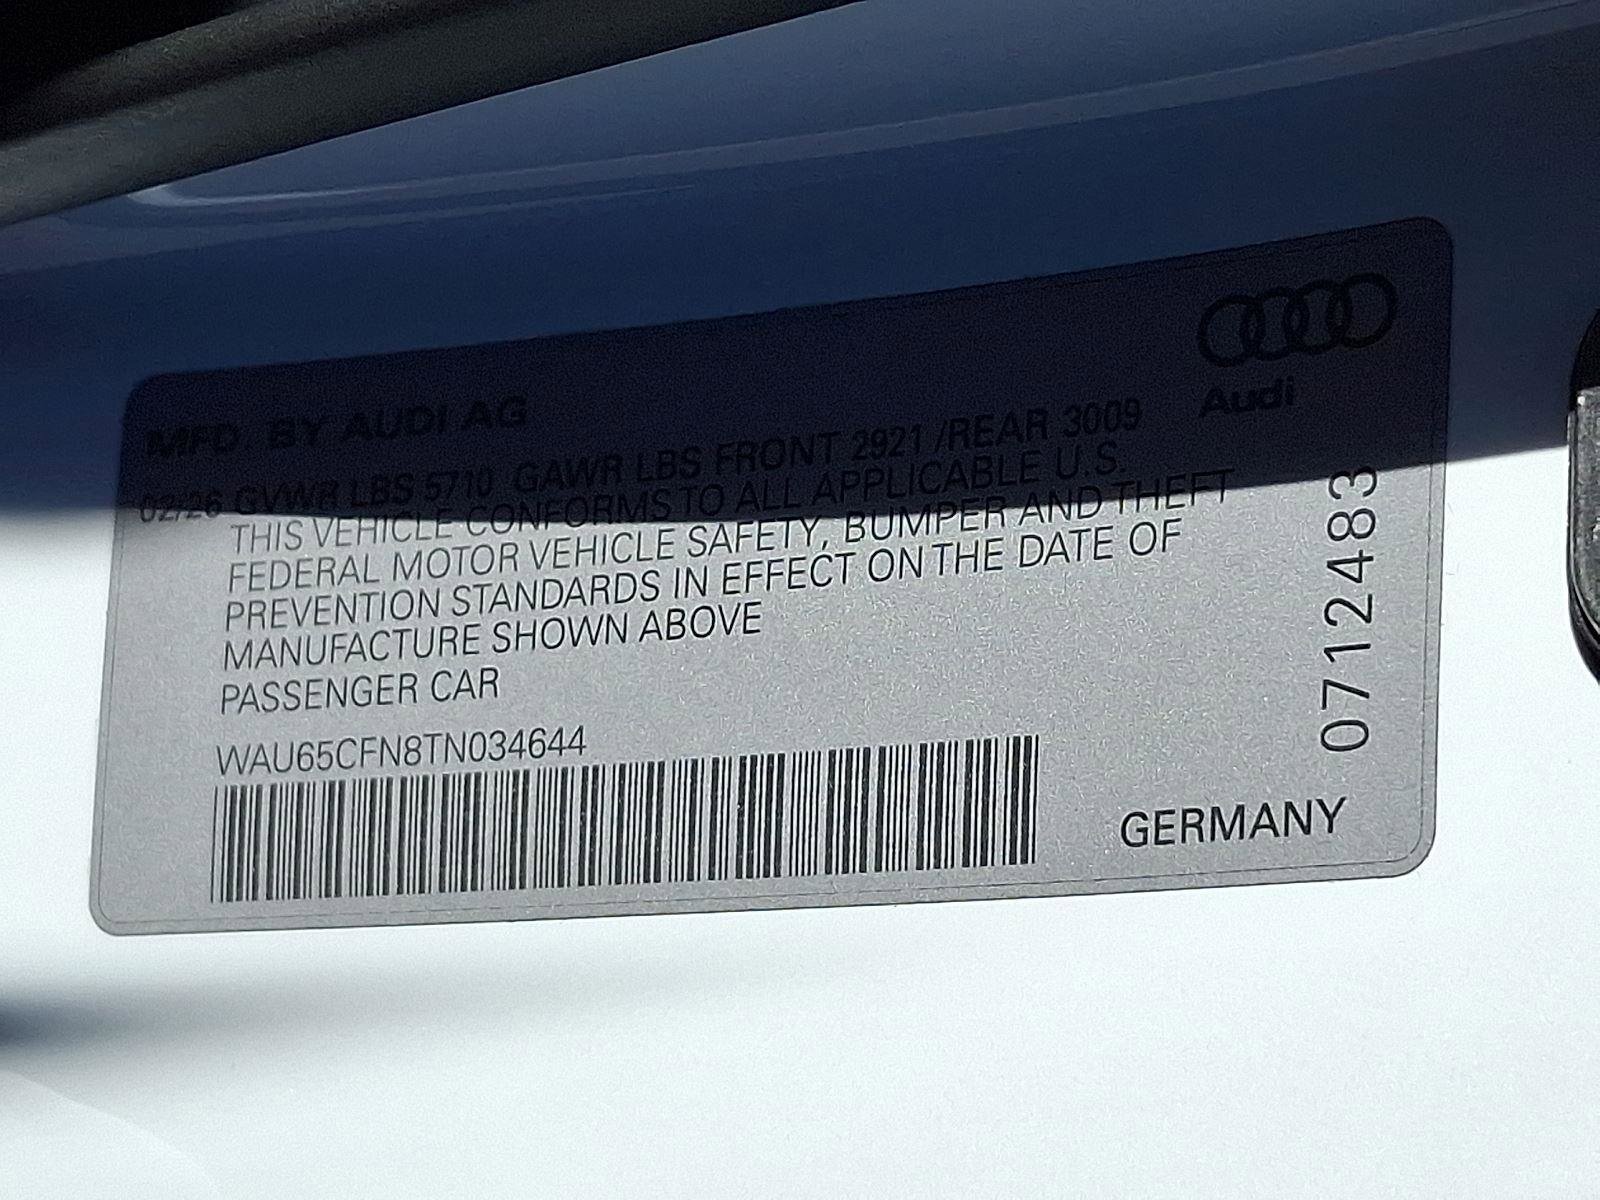 Audi
MFD. BY AUDI AG
02/26 GVWR LBS 5710 GAWR LBS FRONT 2921 /REAR 3009
THIS VEHICLE CONFORMS TO ALL APPLICABLE U.S.
FEDERAL MOTOR VEHICLE SAFETY, BUMPER AND THEFT
PREVENTION STANDARDS IN EFFECT ON THE DATE OF
MANUFACTURE SHOWN ABOVE
PASSENGER CAR
WAU65CFN8TN034644
GERMANY
0712483